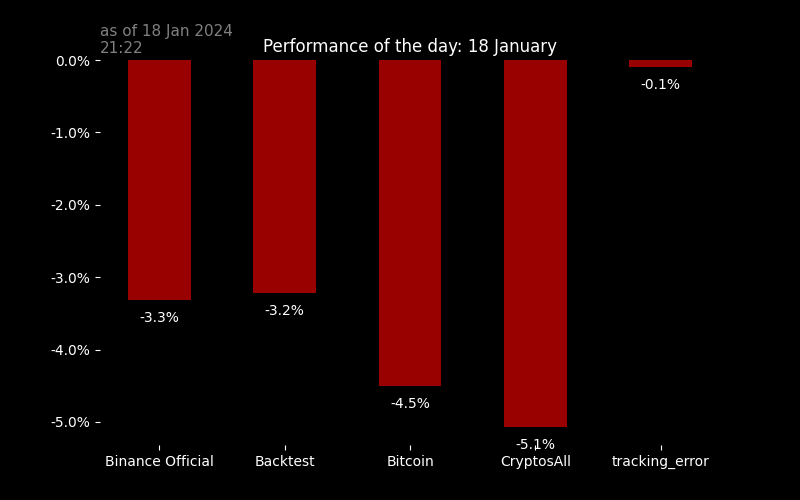 as of 18 Jan 2024
21:22
Performance of the day: 18 January
0.0%
-1.0%
-2.0%
-3.0%
-4.0%
-5.0%
-3.3%
-3.2%
-4.5%
-5.1%
-0.1%
Binance Official
Backtest
Bitcoin
CryptosAll
tracking_error